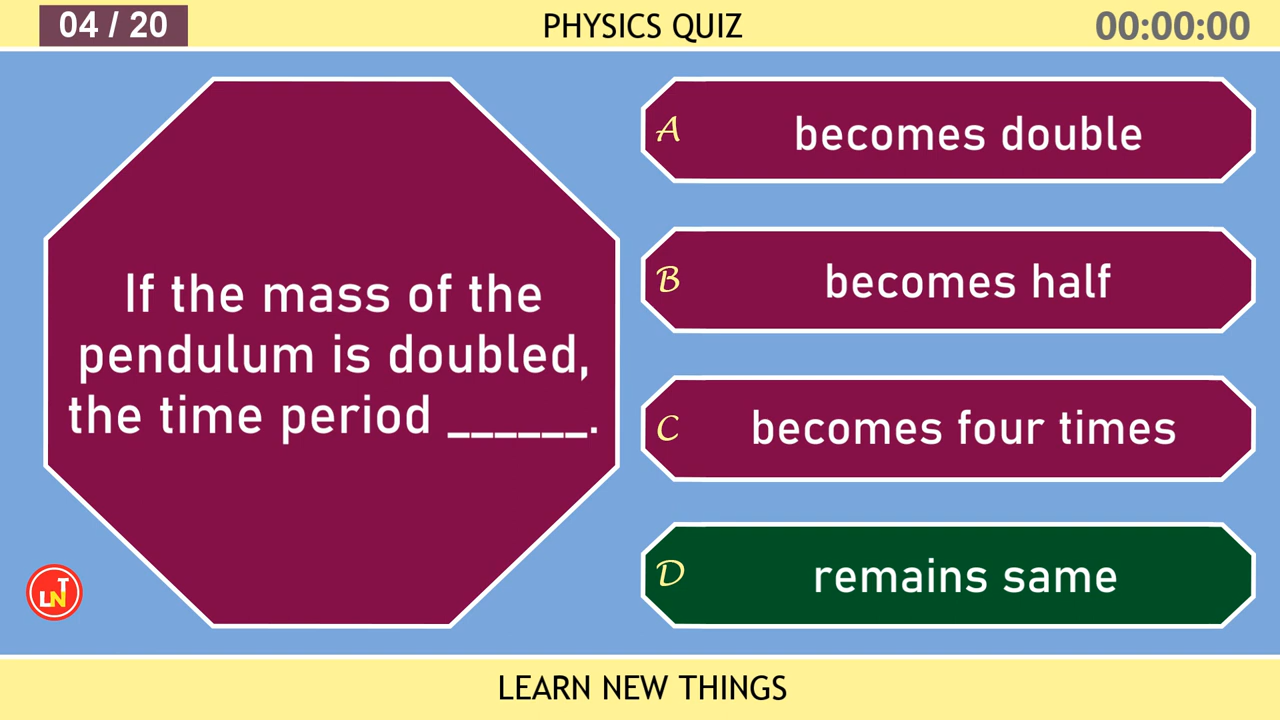 04 / 20
PHYSICS QUIZ
00:00:00
If the mass of the
pendulum is doubled,
the time period ______.
A becomes double
B becomes half
C becomes four times
D remains same
LNT
LEARN NEW THINGS